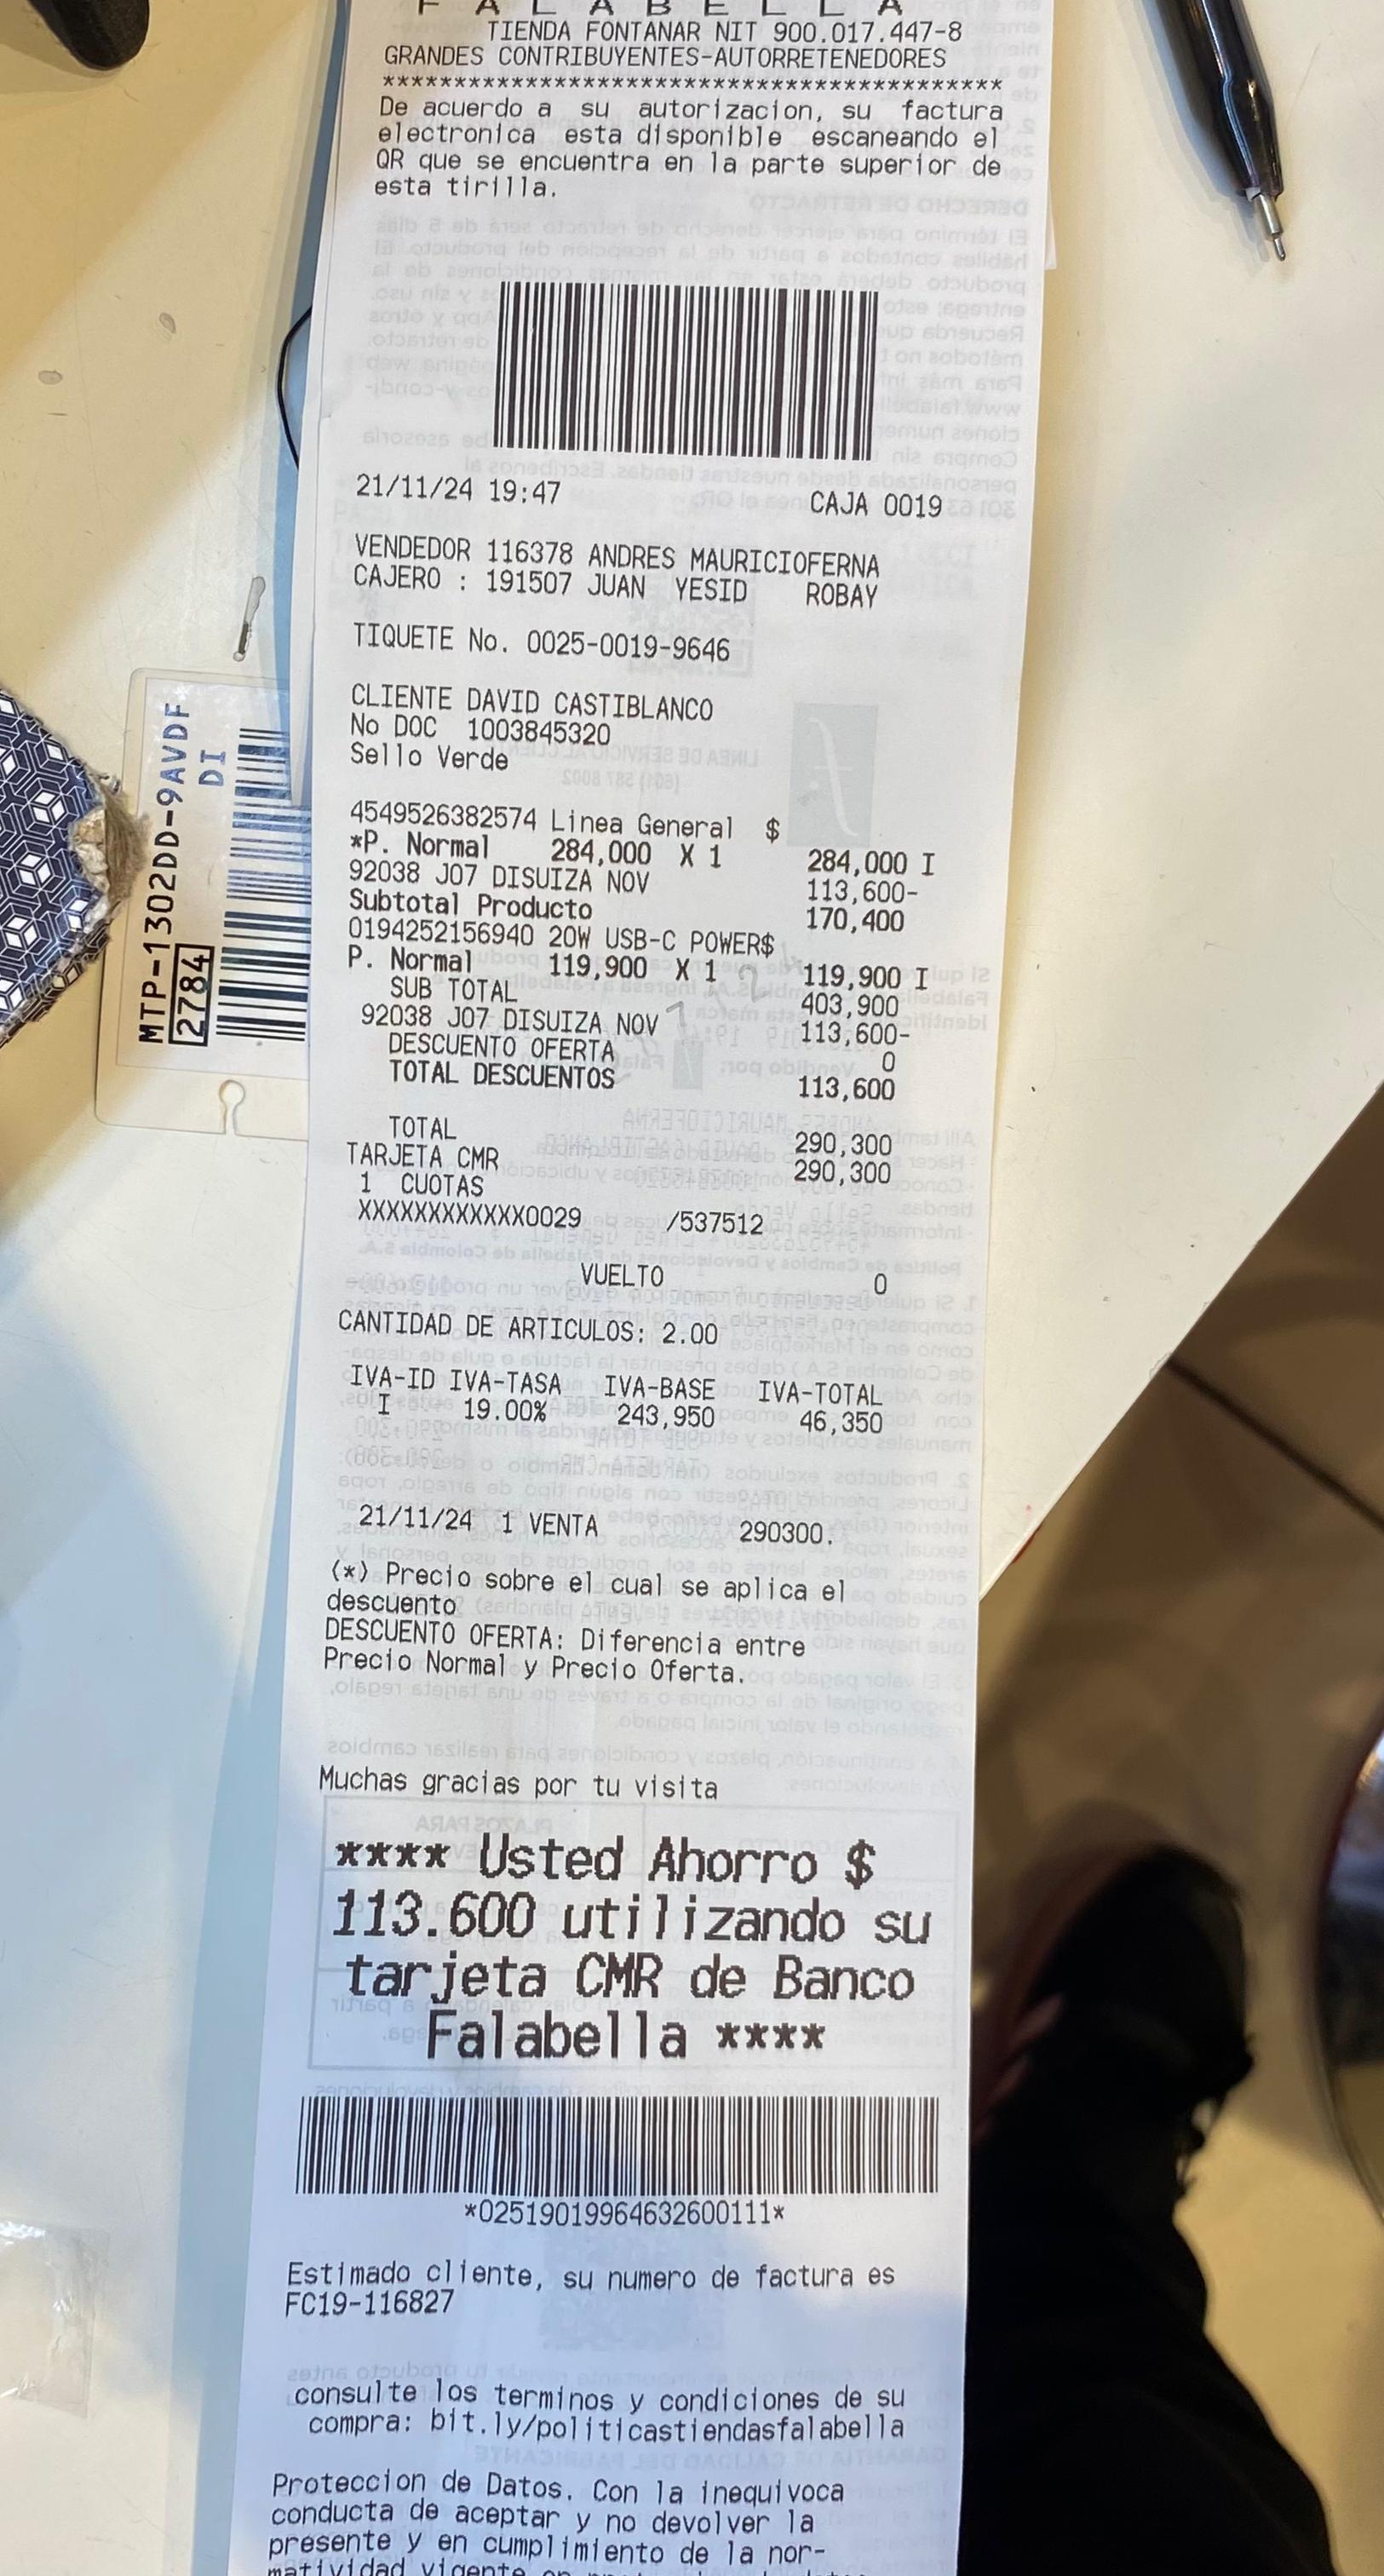 FALABELLA
TIENDA FONTANAR NIT 900.017.447-8
GRANDES CONTRIBUYENTES-AUTORRETENEDORES
*******************************************
De acuerdo a su autorizacion, su factura
electronica esta disponible escaneando el
QR que se encuentra en la parte superior de
esta tirilla.
21/11/24 19:47 CAJA 0019
VENDEDOR 116378 ANDRES MAURICIOFERNA
CAJERO : 191507 JUAN YESID ROBAY
TIQUETE No. 0025-0019-9646
CLIENTE DAVID CASTIBLANCO
No DOC 1003845320
Sello Verde
4549526382574 Linea General $
*P. Normal 284,000 X 1 284,000 I
92038 J07 DISUIZA NOV 113,600-
Subtotal Producto 170,400
0194252156940 20W USB-C POWER$
P. Normal 119,900 X 1 119,900 I
SUB TOTAL 403,900
92038 J07 DISUIZA NOV 113,600-
DESCUENTO OFERTA 0
TOTAL DESCUENTOS 113,600
TOTAL 290,300
TARJETA CMR 290,300
1 CUOTAS
XXXXXXXXXXXX0029 /537512
VUELTO 0
CANTIDAD DE ARTICULOS: 2.00
IVA-ID IVA-TASA IVA-BASE IVA-TOTAL
I 19.00% 243,950 46,350
21/11/24 1 VENTA 290300.
(*) Precio sobre el cual se aplica el
descuento
DESCUENTO OFERTA: Diferencia entre
Precio Normal y Precio Oferta.
Muchas gracias por tu visita
**** Usted Ahorro $
113.600 utilizando su
tarjeta CMR de Banco
Falabella ****
*02519019964632600111*
Estimado cliente, su numero de factura es
FC19-116827
consulte los terminos y condiciones de su
compra: bit.ly/politicastiendasfalabella
Proteccion de Datos. Con la inequivoca
conducta de aceptar y no devolver la
presente y en cumplimiento de la nor-
matividad vigente
MTP-1302DD-9AVDF
DI
2784